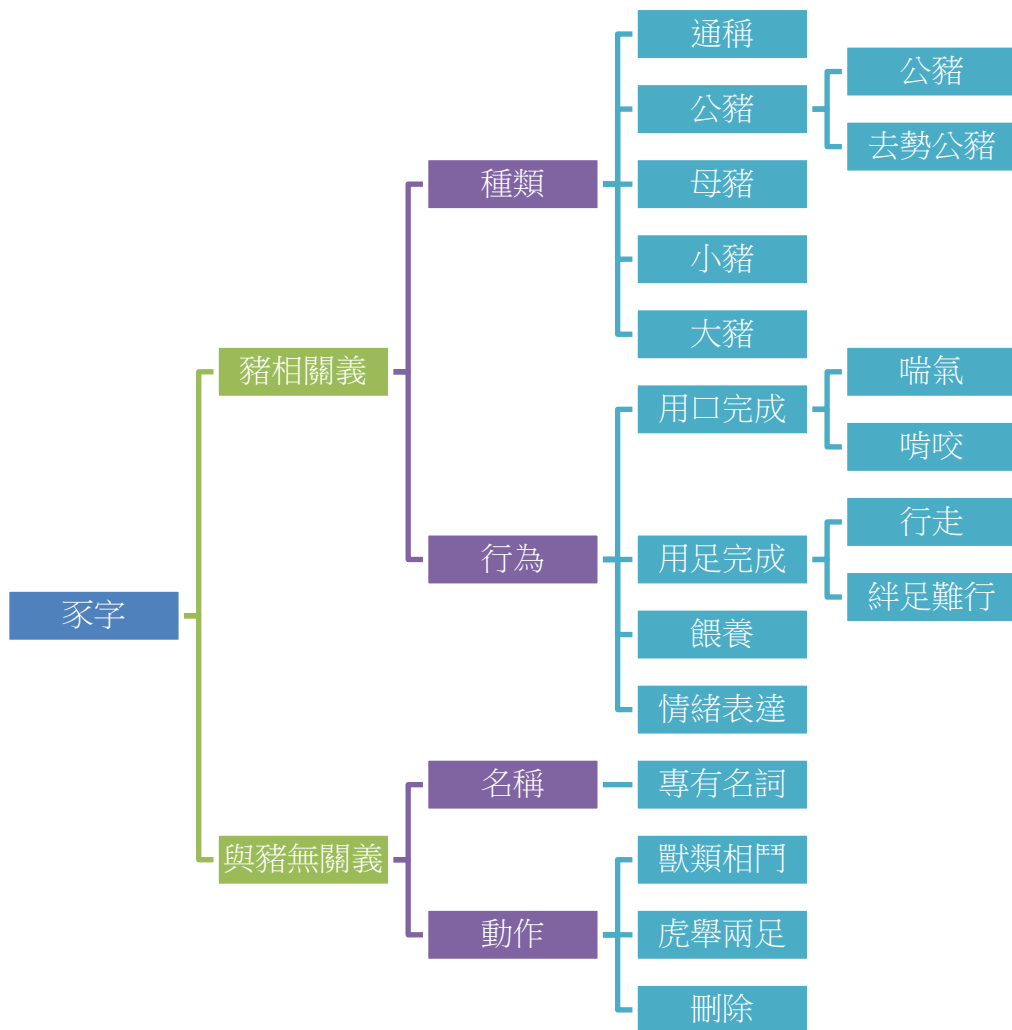 豕字
豬相關義
種類
通稱
公豬
公豬
去勢公豬
母豬
小豬
大豬
行為
用口完成
喘氣
啃咬
用足完成
行走
絆足難行
餵養
情緒表達
與豬無關義
名稱
專有名詞
動作
獸類相鬥
虎舉兩足
刪除